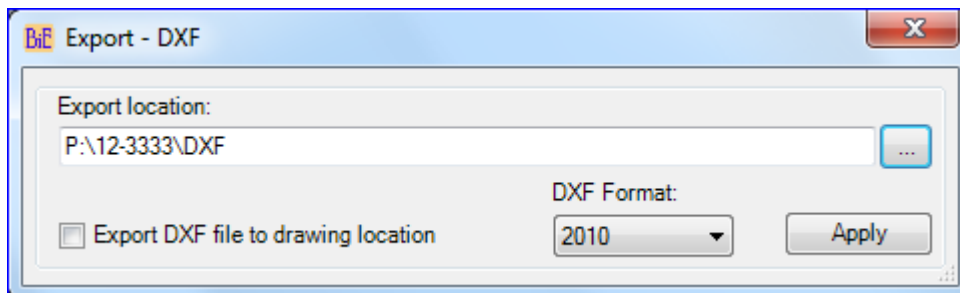 BiE Export - DXF
Export location:
P:\12-3333\DXF
...
DXF Format:
Export DXF file to drawing location
2010
Apply